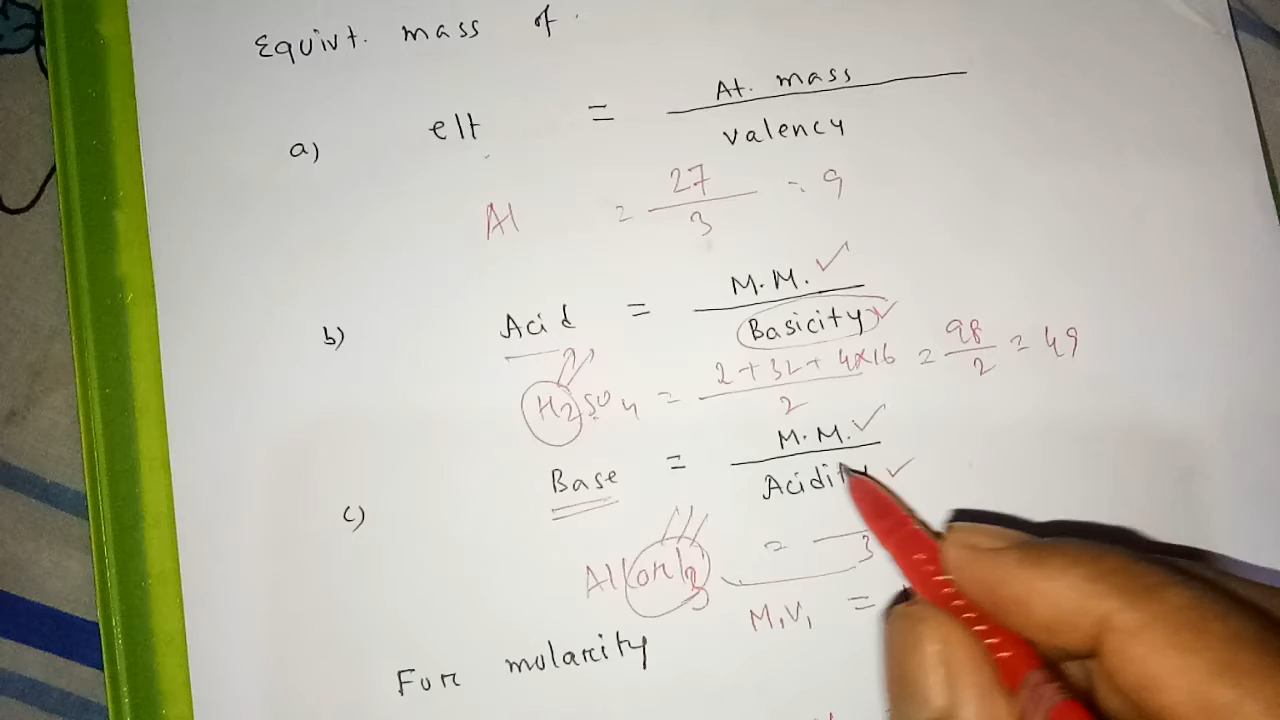 Equivt. mass of
a) elt = At. mass / valency
Al = 27 / 3 = 9
b) Acid = M.M. / Basicity
H2SO4 = 2 + 32 + 4×16 / 2 = 98 / 2 = 49
c) Base = M.M. / Acidity
Al(OH)3 = / 3
M1V1 =
For molarity